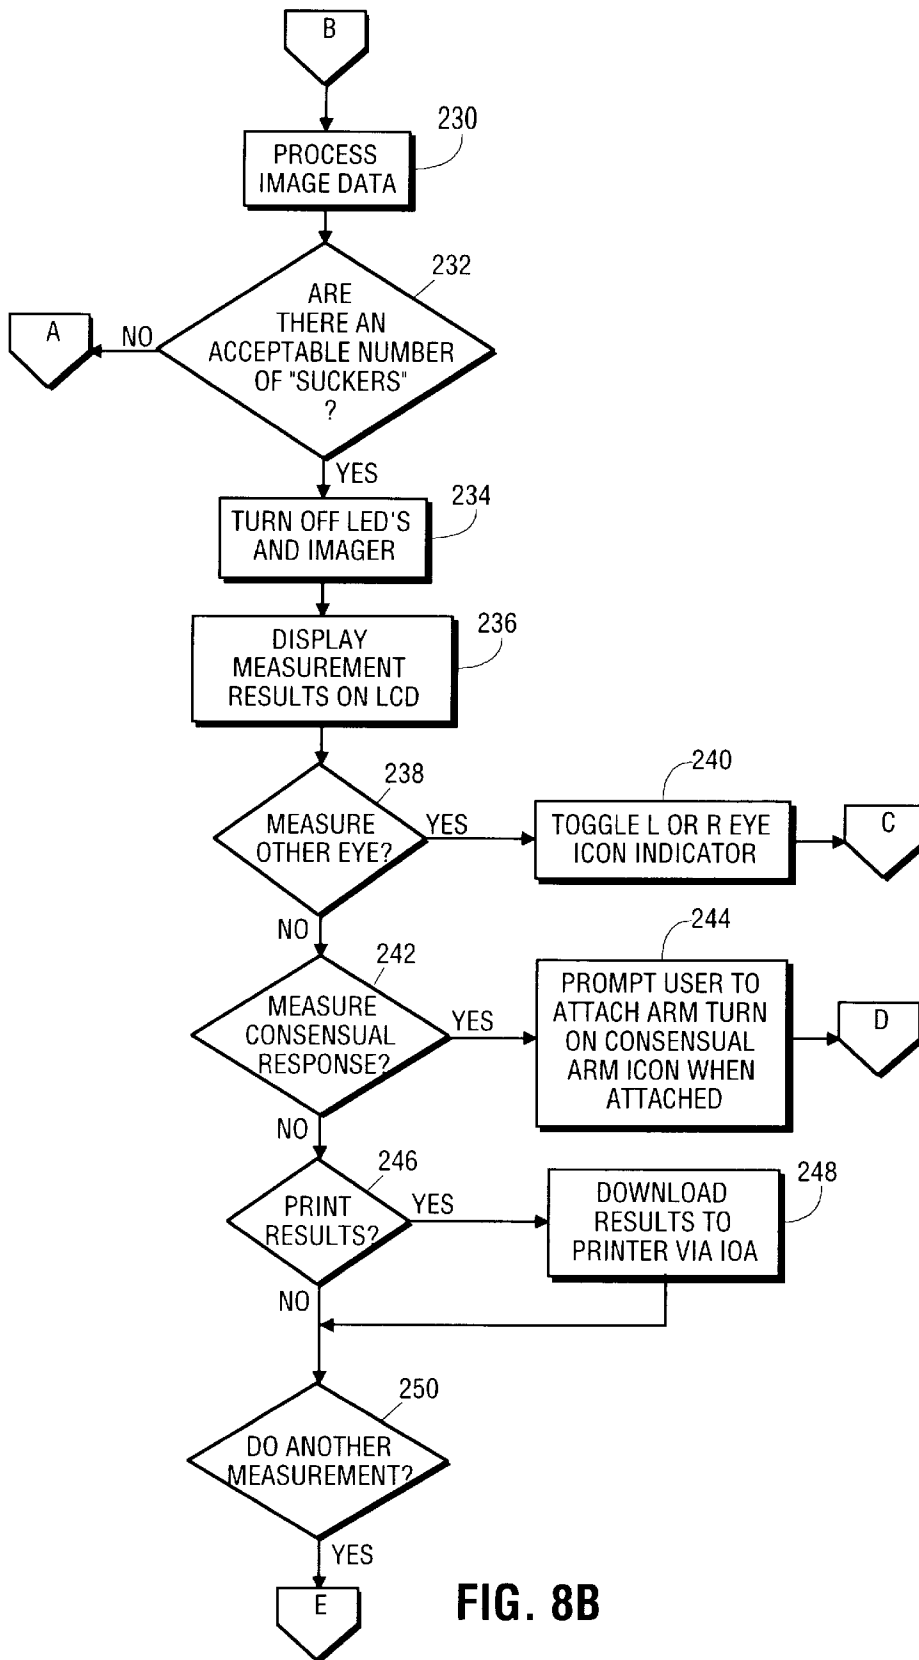 B
230
PROCESS
IMAGE DATA
232
ARE
THERE AN
ACCEPTABLE NUMBER
OF "SUCKERS"
?
A
NO
YES
234
TURN OFF LED'S
AND IMAGER
236
DISPLAY
MEASUREMENT
RESULTS ON LCD
238
MEASURE
OTHER EYE?
YES
240
TOGGLE L OR R EYE
ICON INDICATOR
C
NO
242
MEASURE
CONSENSUAL
RESPONSE?
YES
244
PROMPT USER TO
ATTACH ARM TURN
ON CONSENSUAL
ARM ICON WHEN
ATTACHED
D
NO
246
PRINT
RESULTS?
YES
248
DOWNLOAD
RESULTS TO
PRINTER VIA IOA
NO
250
DO ANOTHER
MEASUREMENT?
YES
E
FIG. 8B